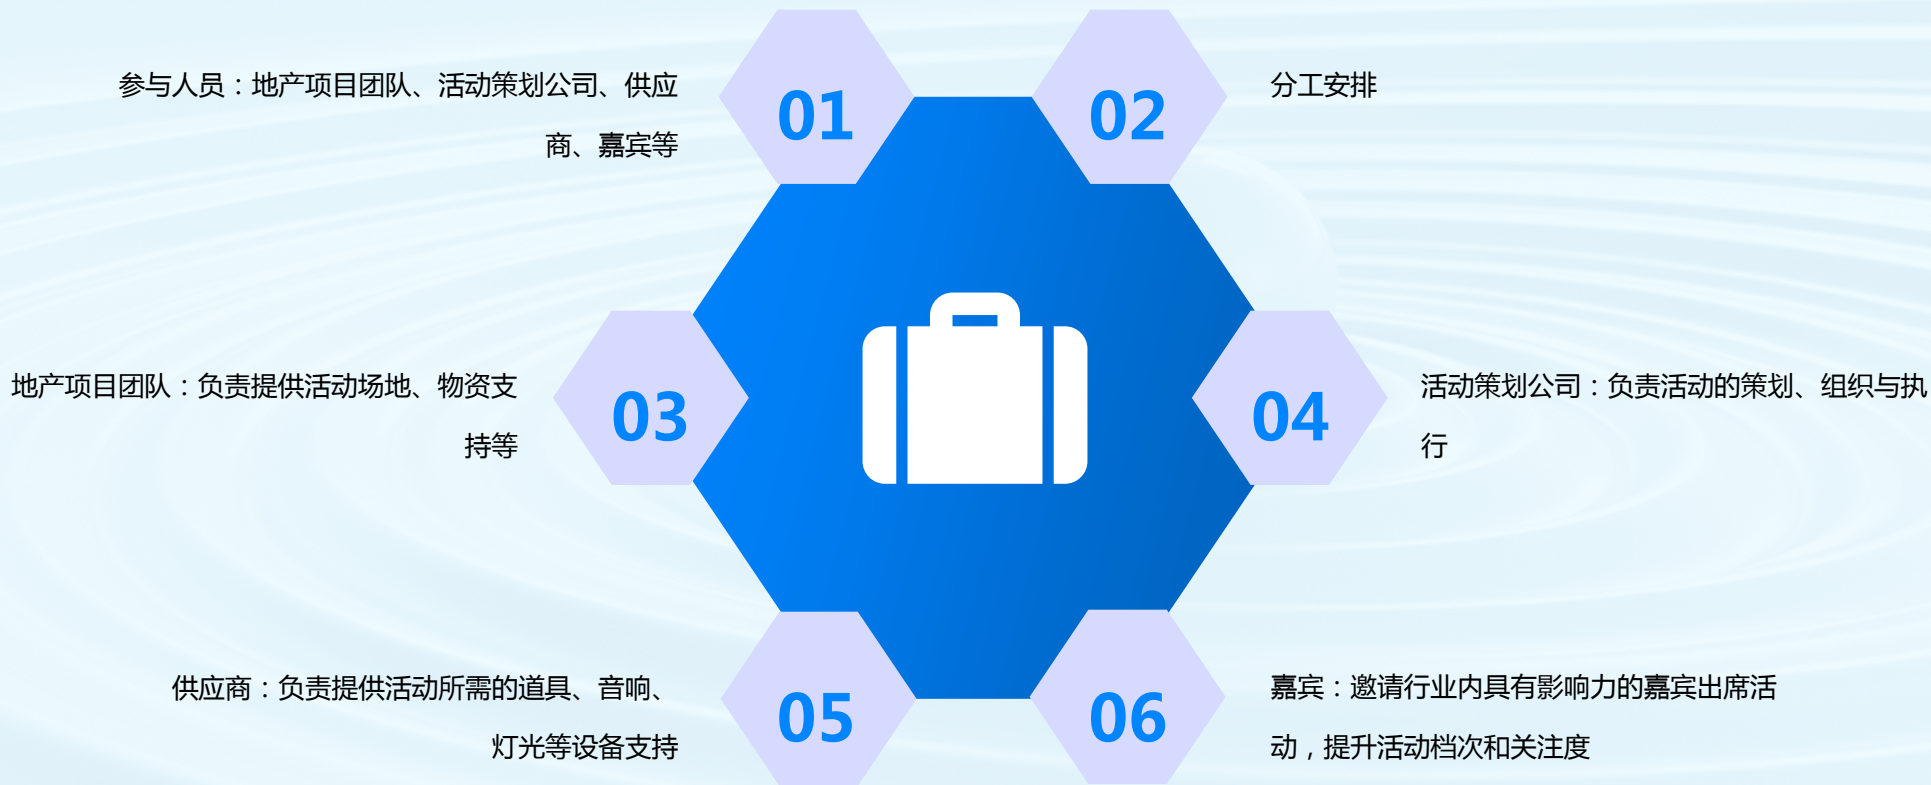 参与人员：地产项目团队、活动策划公司、供应
商、嘉宾等
01
02
分工安排
地产项目团队：负责提供活动场地、物资支
持等
03
04
活动策划公司：负责活动的策划、组织与执
行
供应商：负责提供活动所需的道具、音响、
灯光等设备支持
05
06
嘉宾：邀请行业内具有影响力的嘉宾出席活
动，提升活动档次和关注度